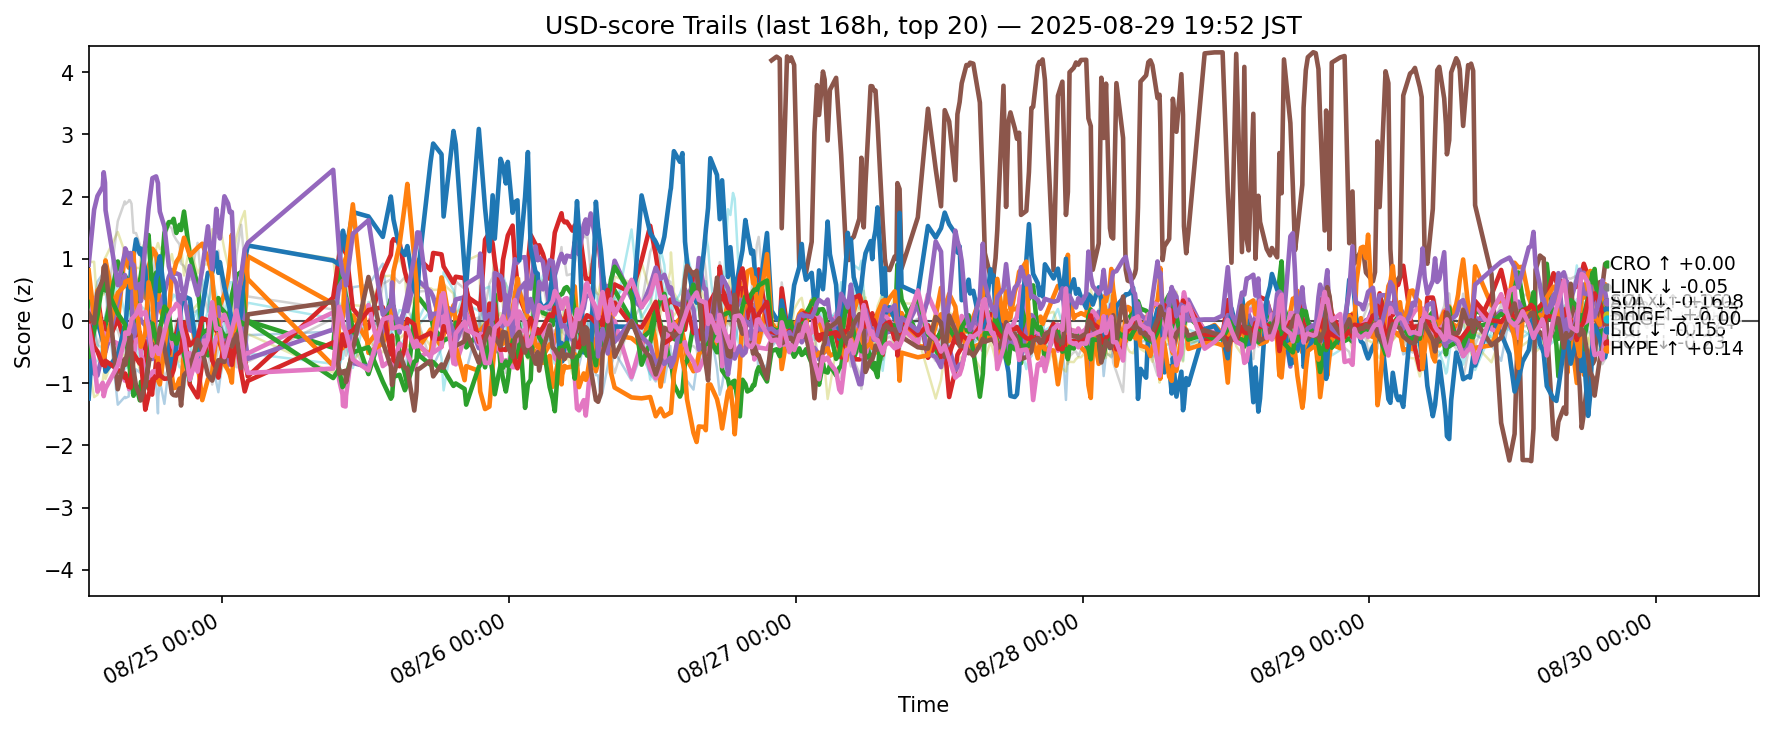 USD-score Trails (last 168h, top 20) — 2025-08-29 19:52 JST
Score (z)
4
3
2
1
0
−1
−2
−3
−4
CRO ↑ +0.00
LINK ↓ -0.05
DOGE → -0.00
LTC ↓ -0.15
HYPE ↑ +0.14
08/25 00:00
08/26 00:00
08/27 00:00
08/28 00:00
08/29 00:00
08/30 00:00
Time